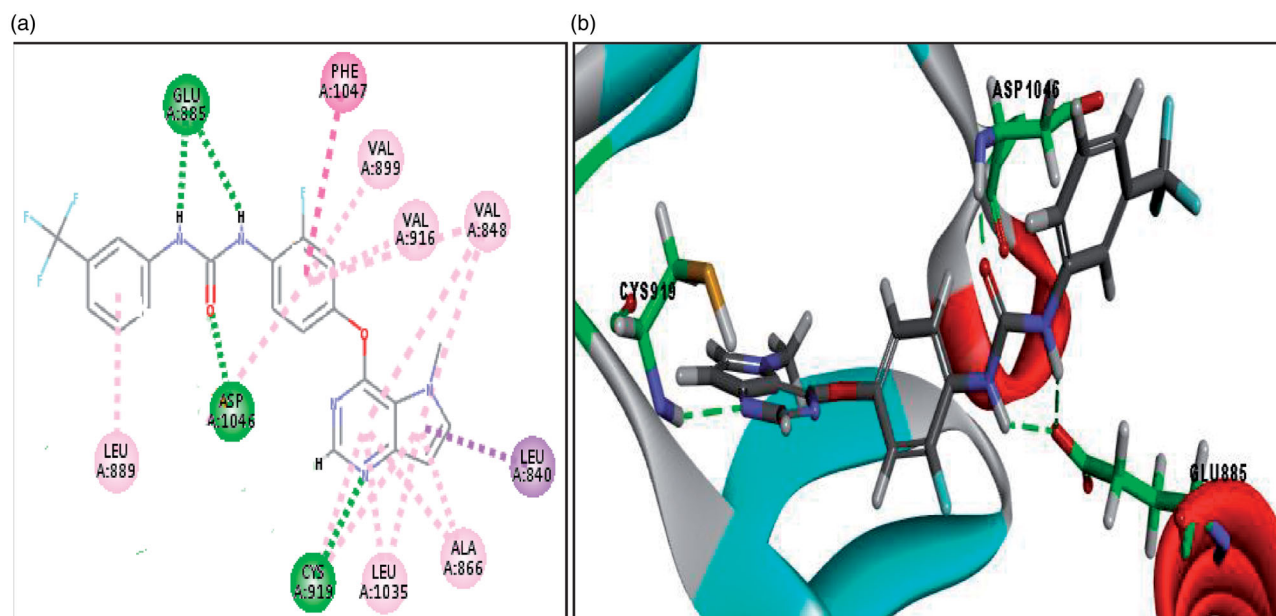 (a)
(b)
PHE
A:1047
GLU
A:885
VAL
A:899
VAL
A:916
VAL
A:848
F
F
F
F
H
H
N
N
O
O
ASP
A:1046
LEU
A:889
N
N
H
N
LEU
A:840
CYS
A:919
LEU
A:1035
ALA
A:866
ASP1046
CYS919
GLU885